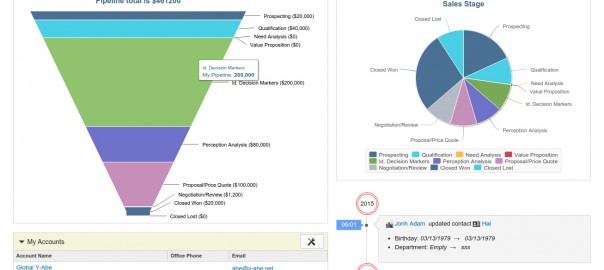 Pipeline total is $461200
Prospecting ($20,000)
Qualification ($40,000)
Need Analysis ($0)
Value Proposition ($0)
Id. Decision Markers
My Pipeline: 200,000
Id. Decision Markers ($200,000)
Perception Analysis ($80,000)
Proposal/Price Quote ($100,000)
Negotiation/Review ($1,200)
Closed Won ($20,000)
Closed Lost ($0)
My Accounts
Account Name Office Phone Email
Global Y-Abe abe@y-abe.net
Sales Stage
Closed Lost
Prospecting
Closed Won
Qualification
Need Analysis
Value Proposition
Id. Decision Markers
Negotiation/Review
Perception Analysis
Proposal/Price Quote
Prospecting Qualification Need Analysis Value Proposition
Id. Decision Markers Perception Analysis Proposal/Price Quote
Negotiation/Review Closed Won Closed Lost
2015
06/01
Jonh Adam updated contact Hai
Birthday: 03/13/1979 → 03/13/1979
Department: Empty → sss